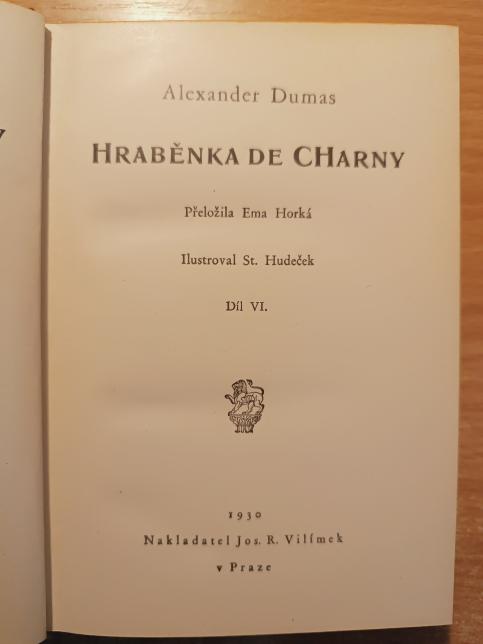 Alexander Dumas
HRABĚNKA DE CHARNY
Přeložila Ema Horká
Ilustroval St. Hudeček
Díl VI.
1930
Nakladatel Jos. R. Vilímek
v Praze